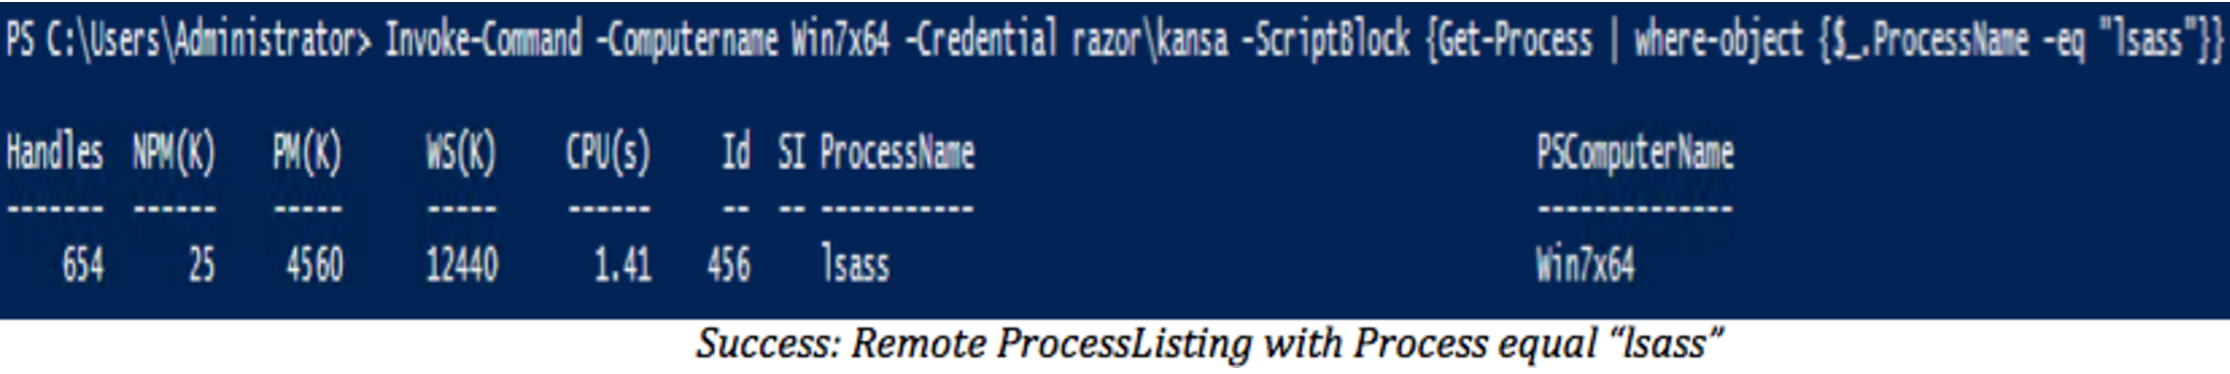 PS C:\Users\Administrator> Invoke-Command -Computername Win7x64 -Credential razor\kansa -ScriptBlock {Get-Process | where-object {$_.ProcessName -eq "lsass"}}
Handles NPM(K) PM(K) WS(K) CPU(s) Id SI ProcessName PSComputerName
------- ------ ----- ----- ------ -- -- ----------- --------------
654 25 4560 12440 1.41 456 lsass Win7x64
Success: Remote ProcessListing with Process equal “lsass”